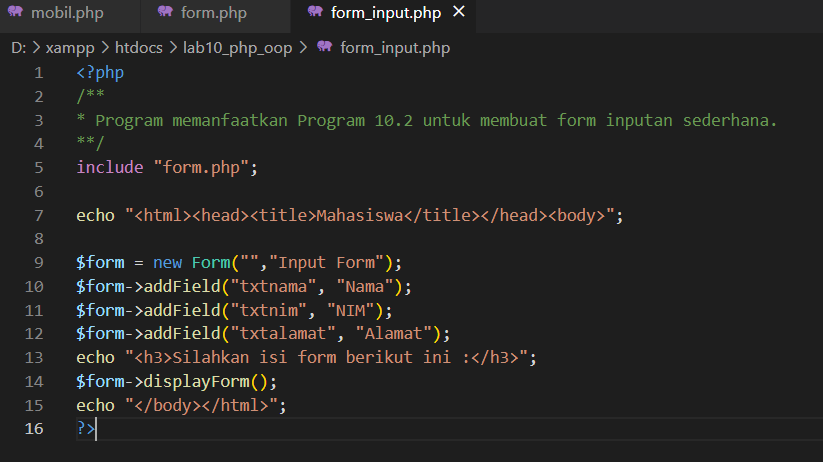 mobil.php form.php form_input.php ×
D: > xampp > htdocs > lab10_php_oop > form_input.php
1 <?php
2 /**
3 * Program memanfaatkan Program 10.2 untuk membuat form inputan sederhana.
4 **/
5 include "form.php";
6
7 echo "<html><head><title>Mahasiswa</title></head><body>";
8
9 $form = new Form("","Input Form");
10 $form->addField("txtnama", "Nama");
11 $form->addField("txtnim", "NIM");
12 $form->addField("txtalamat", "Alamat");
13 echo "<h3>Silahkan isi form berikut ini :</h3>";
14 $form->displayForm();
15 echo "</body></html>";
16 ?>